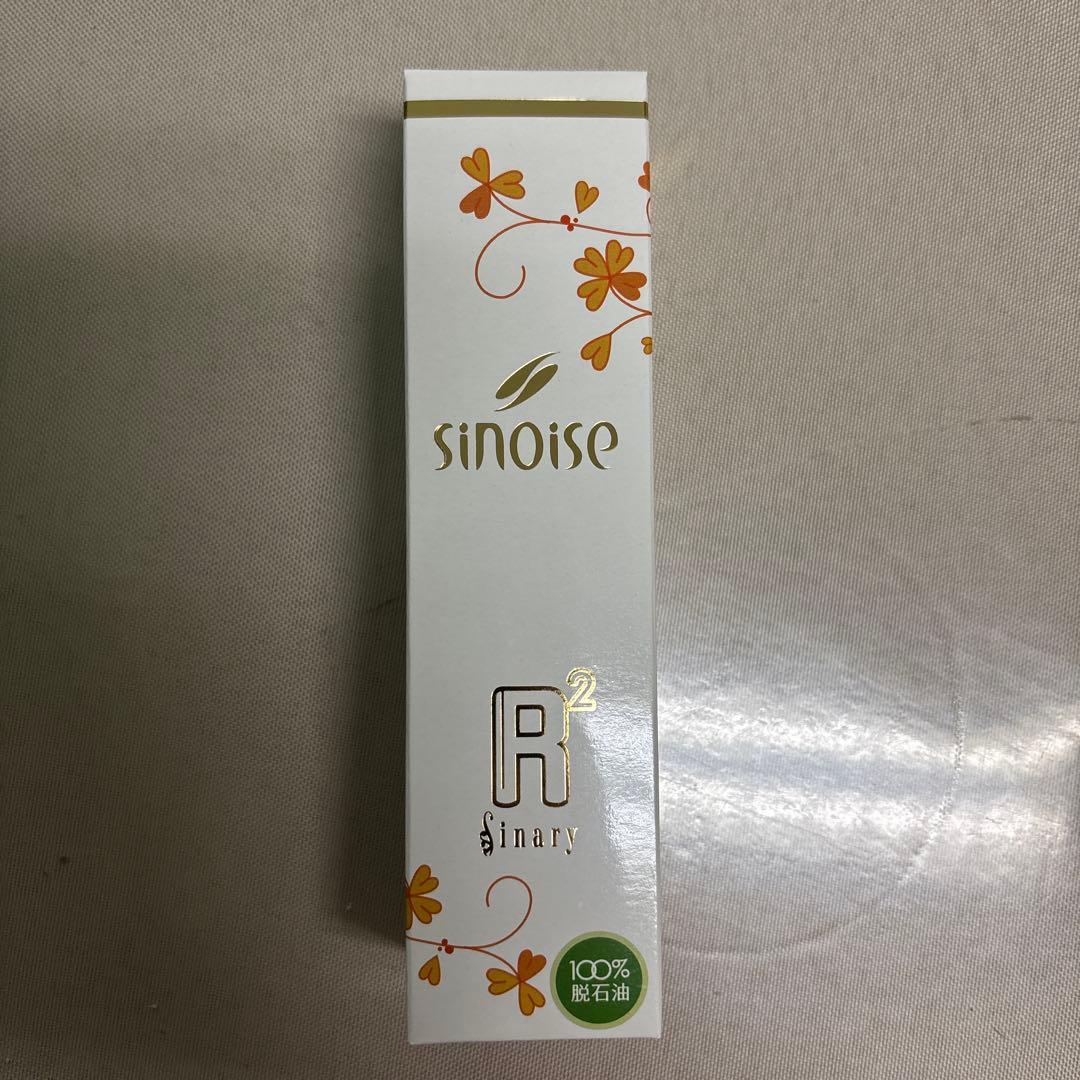 sinoise
R²
Sinary
100%
脱石油